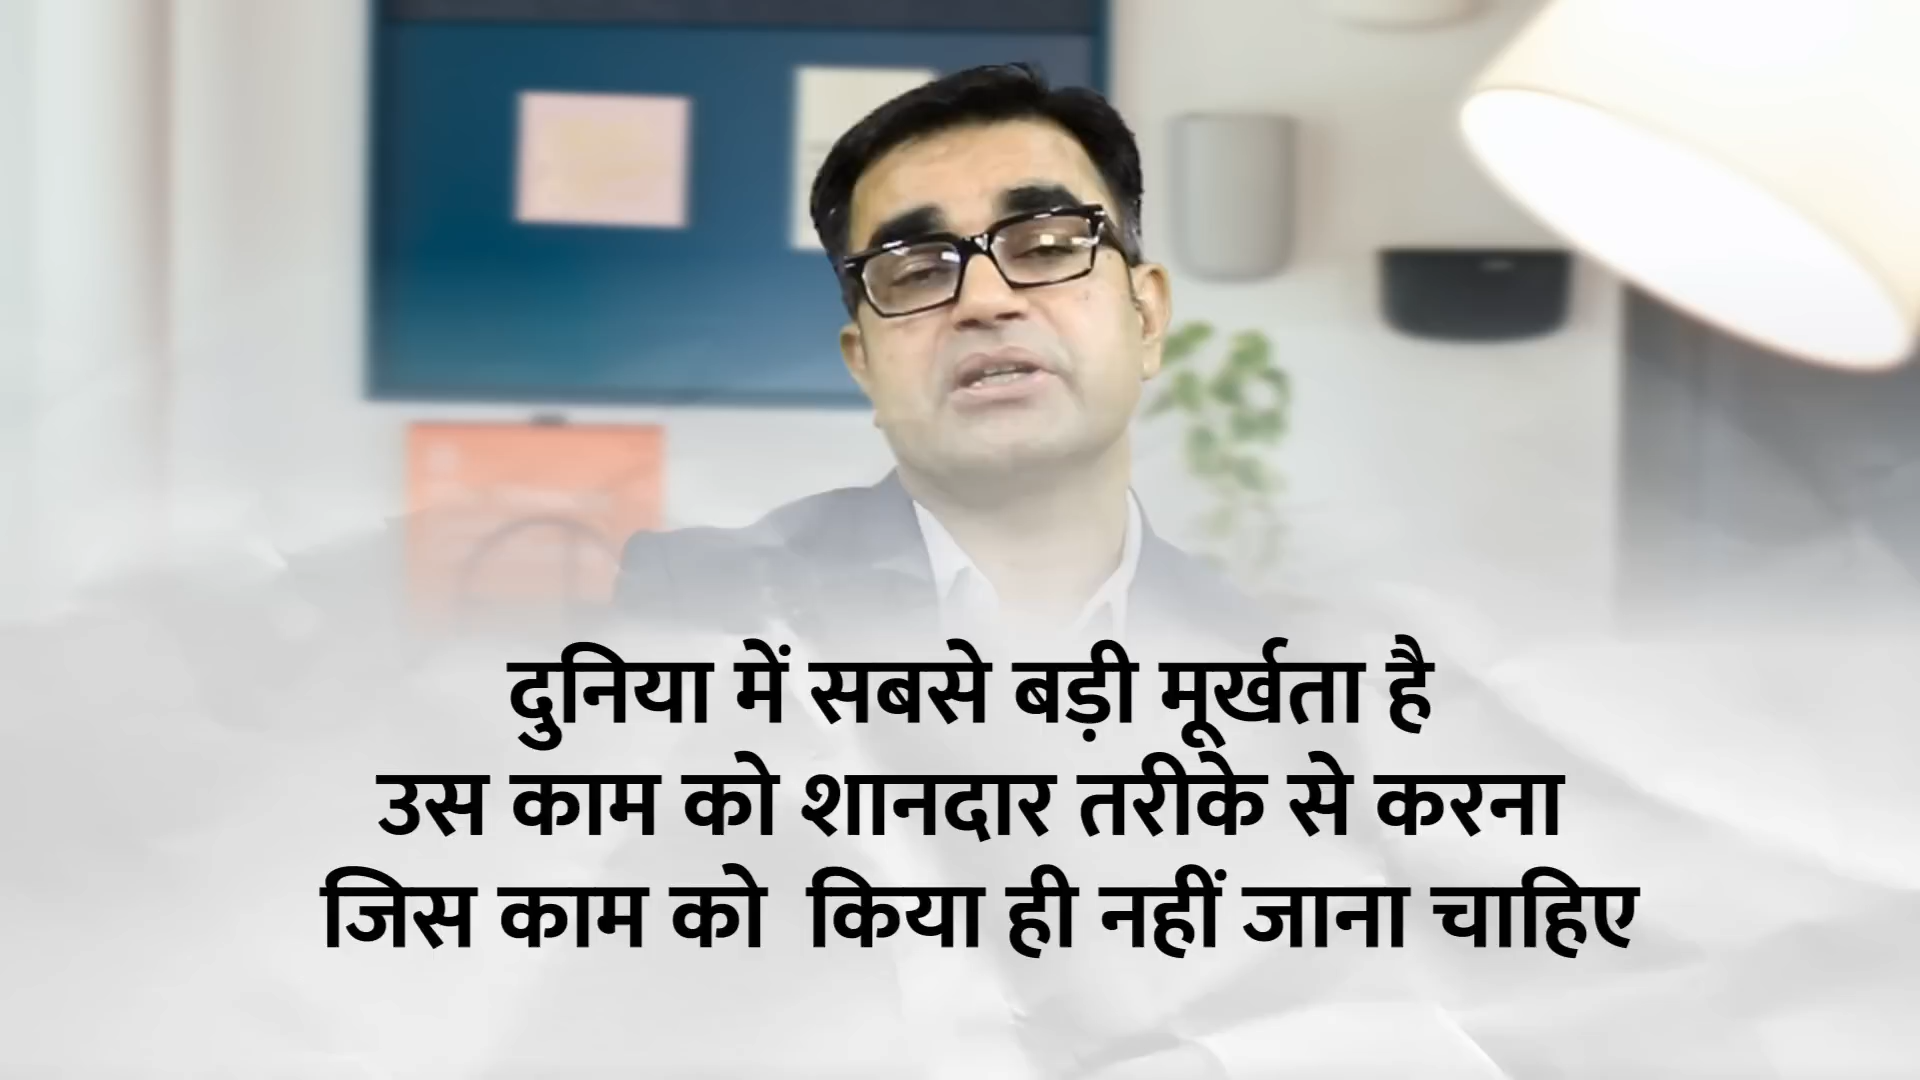 दुनिया में सबसे बड़ी मूर्खता है
उस काम को शानदार तरीके से करना
जिस काम को  किया ही नहीं जाना चाहिए